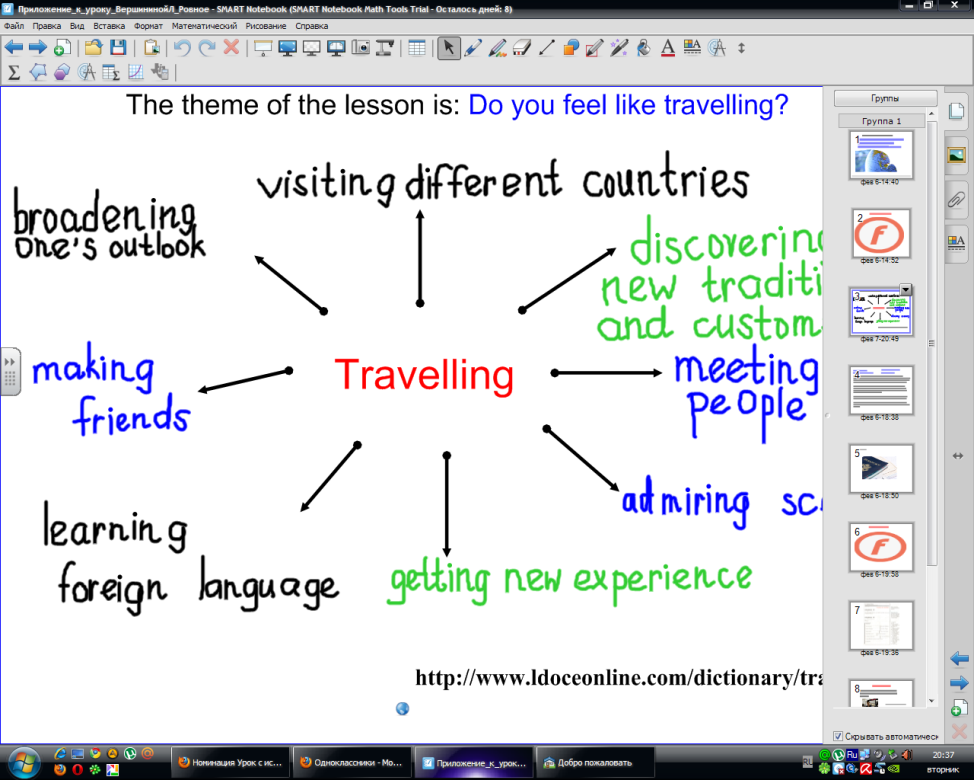 Приложение_к_уроку_ВершининойЛ_Ровное - SMART Notebook (SMART Notebook Math Tools Trial - Осталось дней: 8)
Файл Правка Вид Вставка Формат Математический Рисование Справка
The theme of the lesson is: Do you feel like travelling?
visiting different countries
broadening
one's outlook
discovering
new traditi
and custom
making
friends
Travelling
meeting
people
admiring sc
learning
foreign language
getting new experience
http://www.ldoceonline.com/dictionary/tra
Группы
Группа 1
1
фев 6-14:40
2
фев 6-14:52
3
фев 7-20:49
4
фев 6-18:38
5
фев 6-18:50
6
фев 6-19:58
7
фев 6-19:36
8
Скрывать автоматичес
Номинация Урок с ис...
Одноклассники - Mo...
Приложение_к_урок...
Добро пожаловать
RL
Ru
20:37
вторник